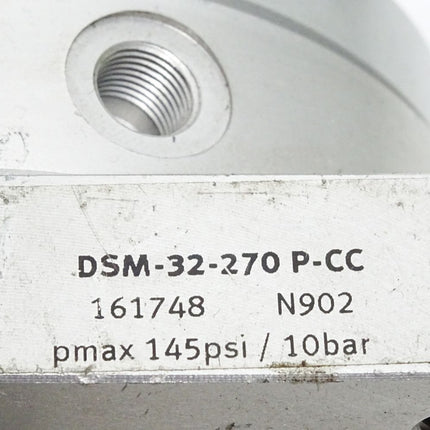 DSM-32-270 P-CC
161748 N902
pmax 145psi / 10bar